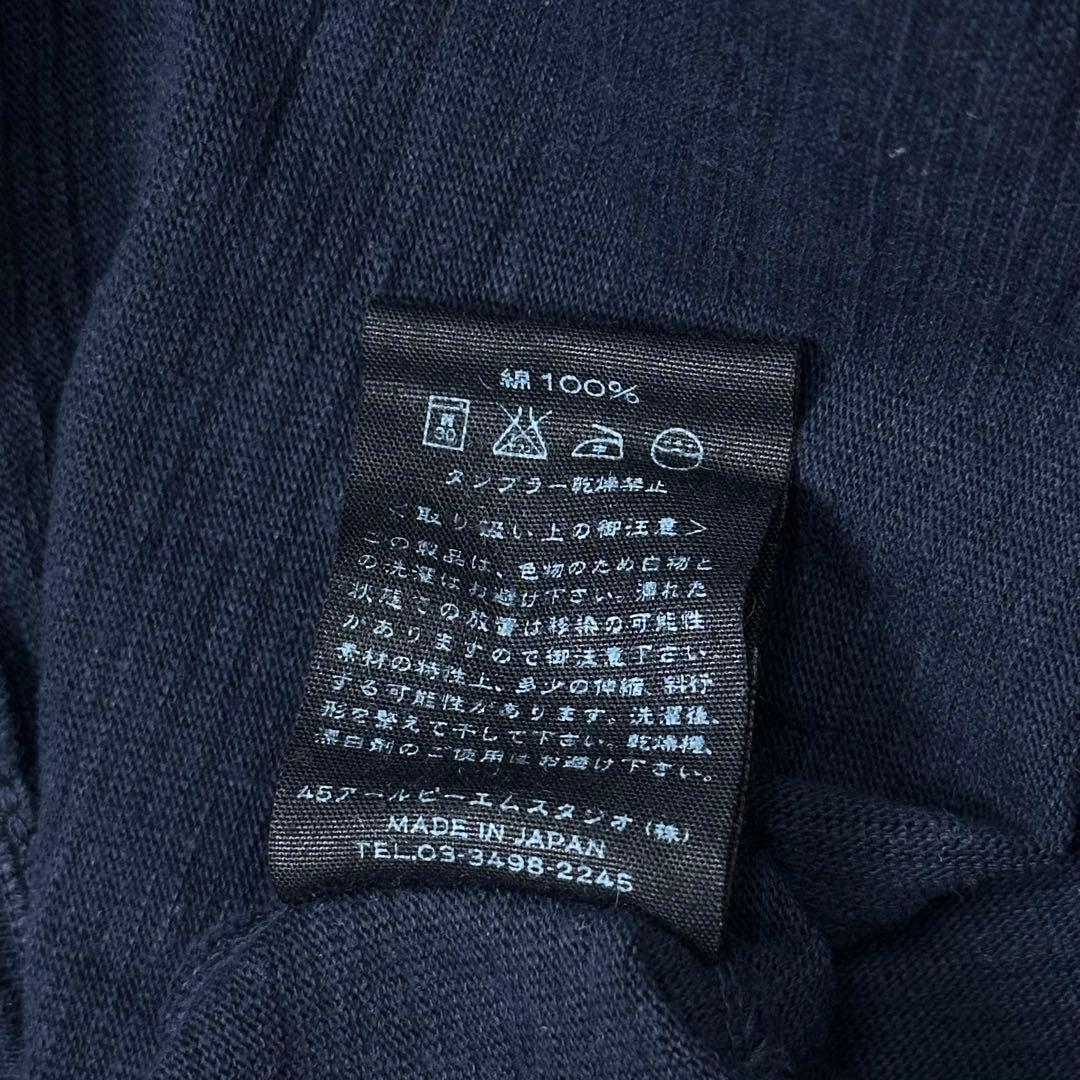 綿100%
弱
30
タンブラー乾燥禁止
<取り扱い上の御注意>
この製品は、色物のため白物と
の洗濯はお避け下さい。濡れた
状態での放置は移染の可能性
がありますので御注意下さい。
素材の特性上、多少の伸縮、斜行
する可能性があります。洗濯後、
形を整えて干して下さい。乾燥機、
漂白剤のご使用はお避け下さい。
45アールピーエムスタジオ(株)
MADE IN JAPAN
TEL.03-3498-2245